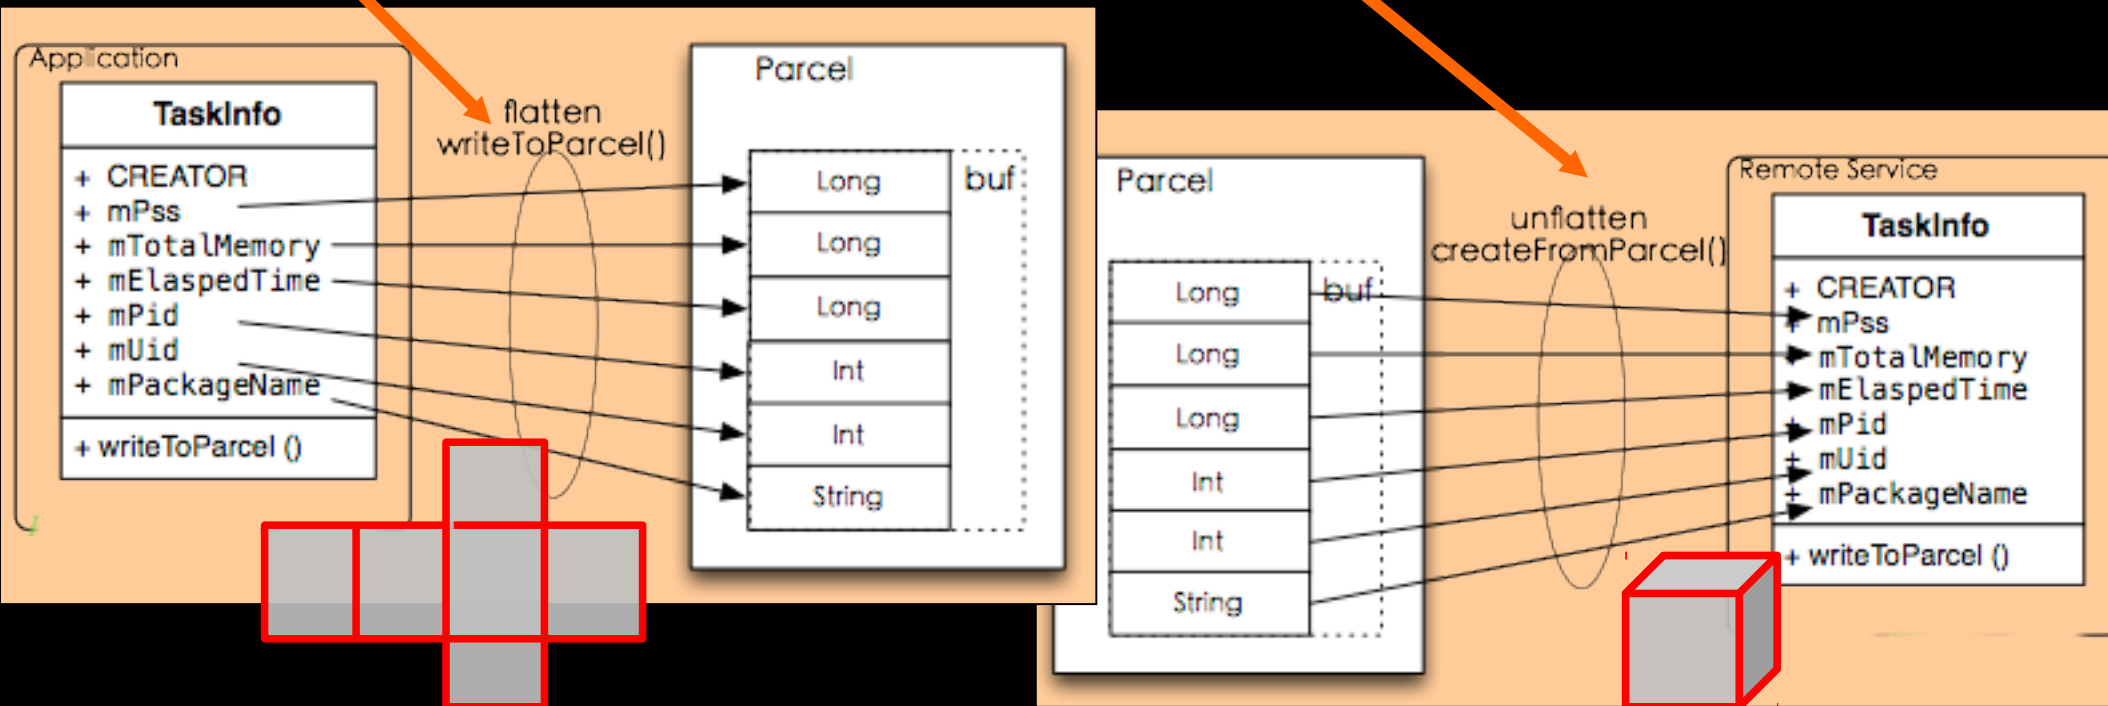 Application
TaskInfo
+ CREATOR
+ mPss
+ mTotalMemory
+ mElaspedTime
+ mPid
+ mUid
+ mPackageName
+ writeToParcel ()
flatten
writeToParcel()
Parcel
buf
Long
Long
Long
Int
Int
String
Parcel
buf
Long
Long
Long
Int
Int
String
unflatten
createFromParcel()
Remote Service
TaskInfo
+ CREATOR
+ mPss
+ mTotalMemory
+ mElaspedTime
+ mPid
+ mUid
+ mPackageName
+ writeToParcel ()